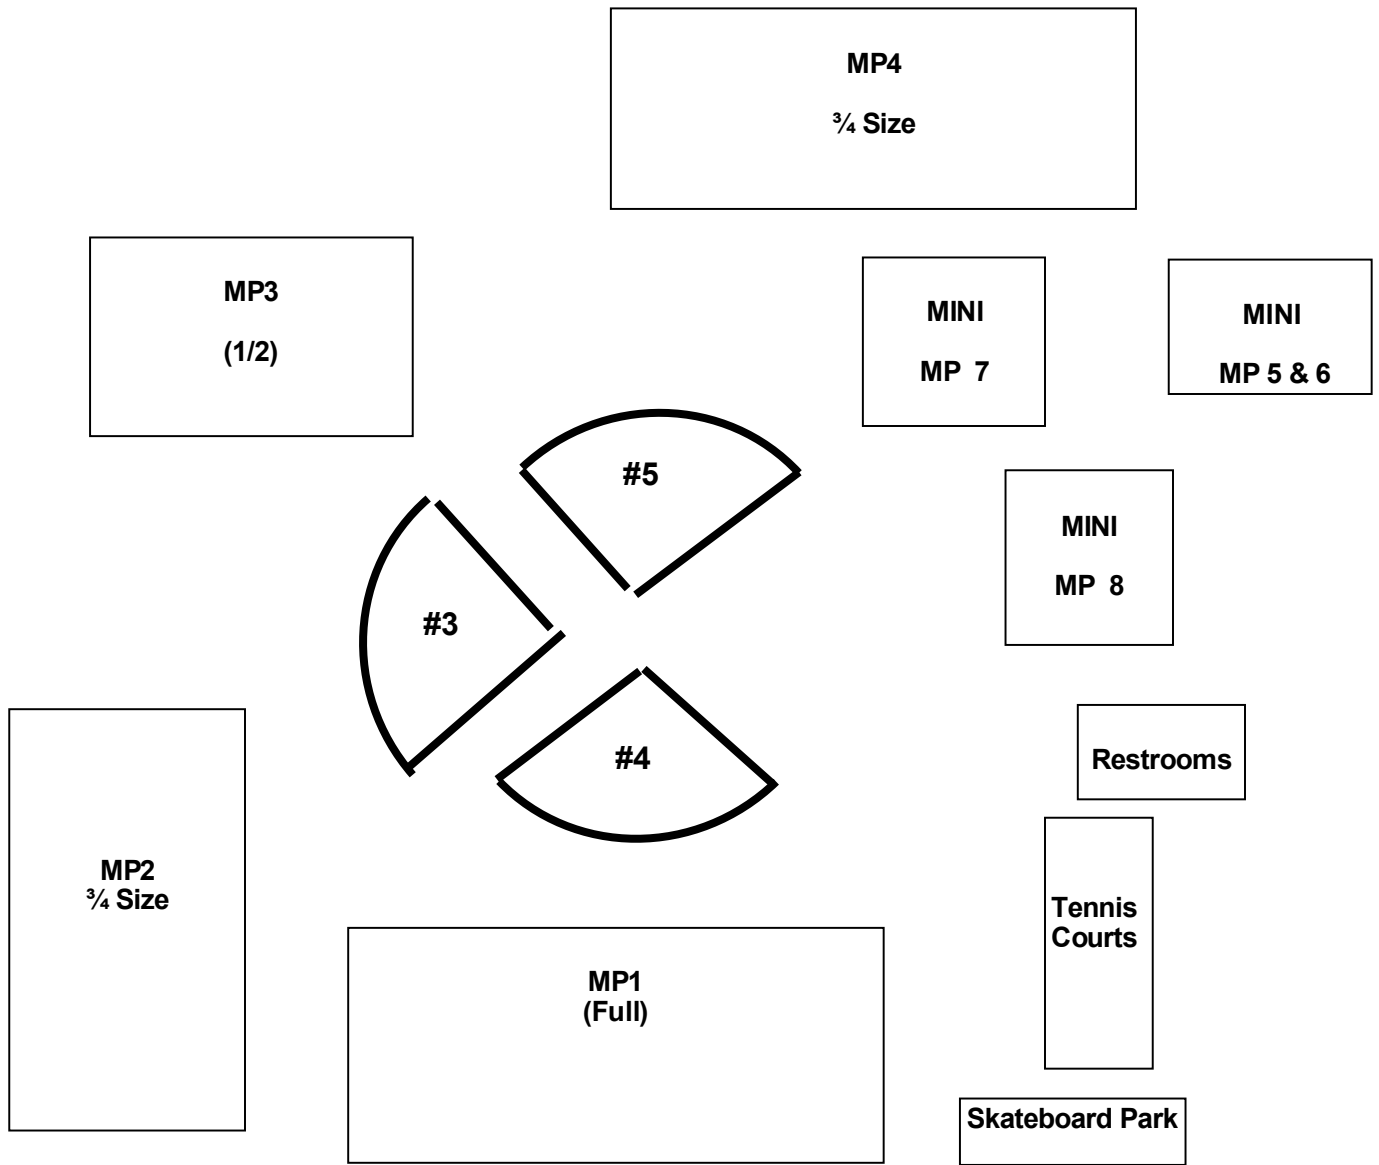 MP4
¾ Size
MP3
(1/2)
MINI
MP 7
MINI
MP 5 & 6
#5
MINI
MP 8
#3
#4
Restrooms
MP2
¾ Size
Tennis
Courts
MP1
(Full)
Skateboard Park